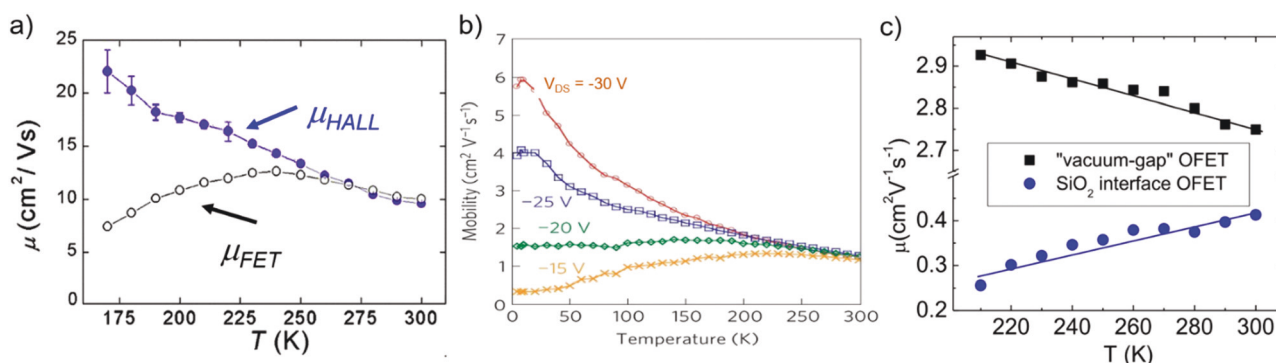 a)
25
20
15
10
5
0
μ (cm²/ Vs)
μHALL
μFET
175 200 225 250 275 300
T (K)
b)
7
6
5
4
3
2
1
0
Mobility (cm² V⁻¹s⁻¹)
V_DS = -30 V
−25 V
−20 V
−15 V
0 50 100 150 200 250 300
Temperature (K)
c)
2.9
2.8
2.7
0.4
0.3
0.2
μ(cm²V⁻¹s⁻¹)
"vacuum-gap" OFET
SiO₂ interface OFET
220 240 260 280 300
T (K)